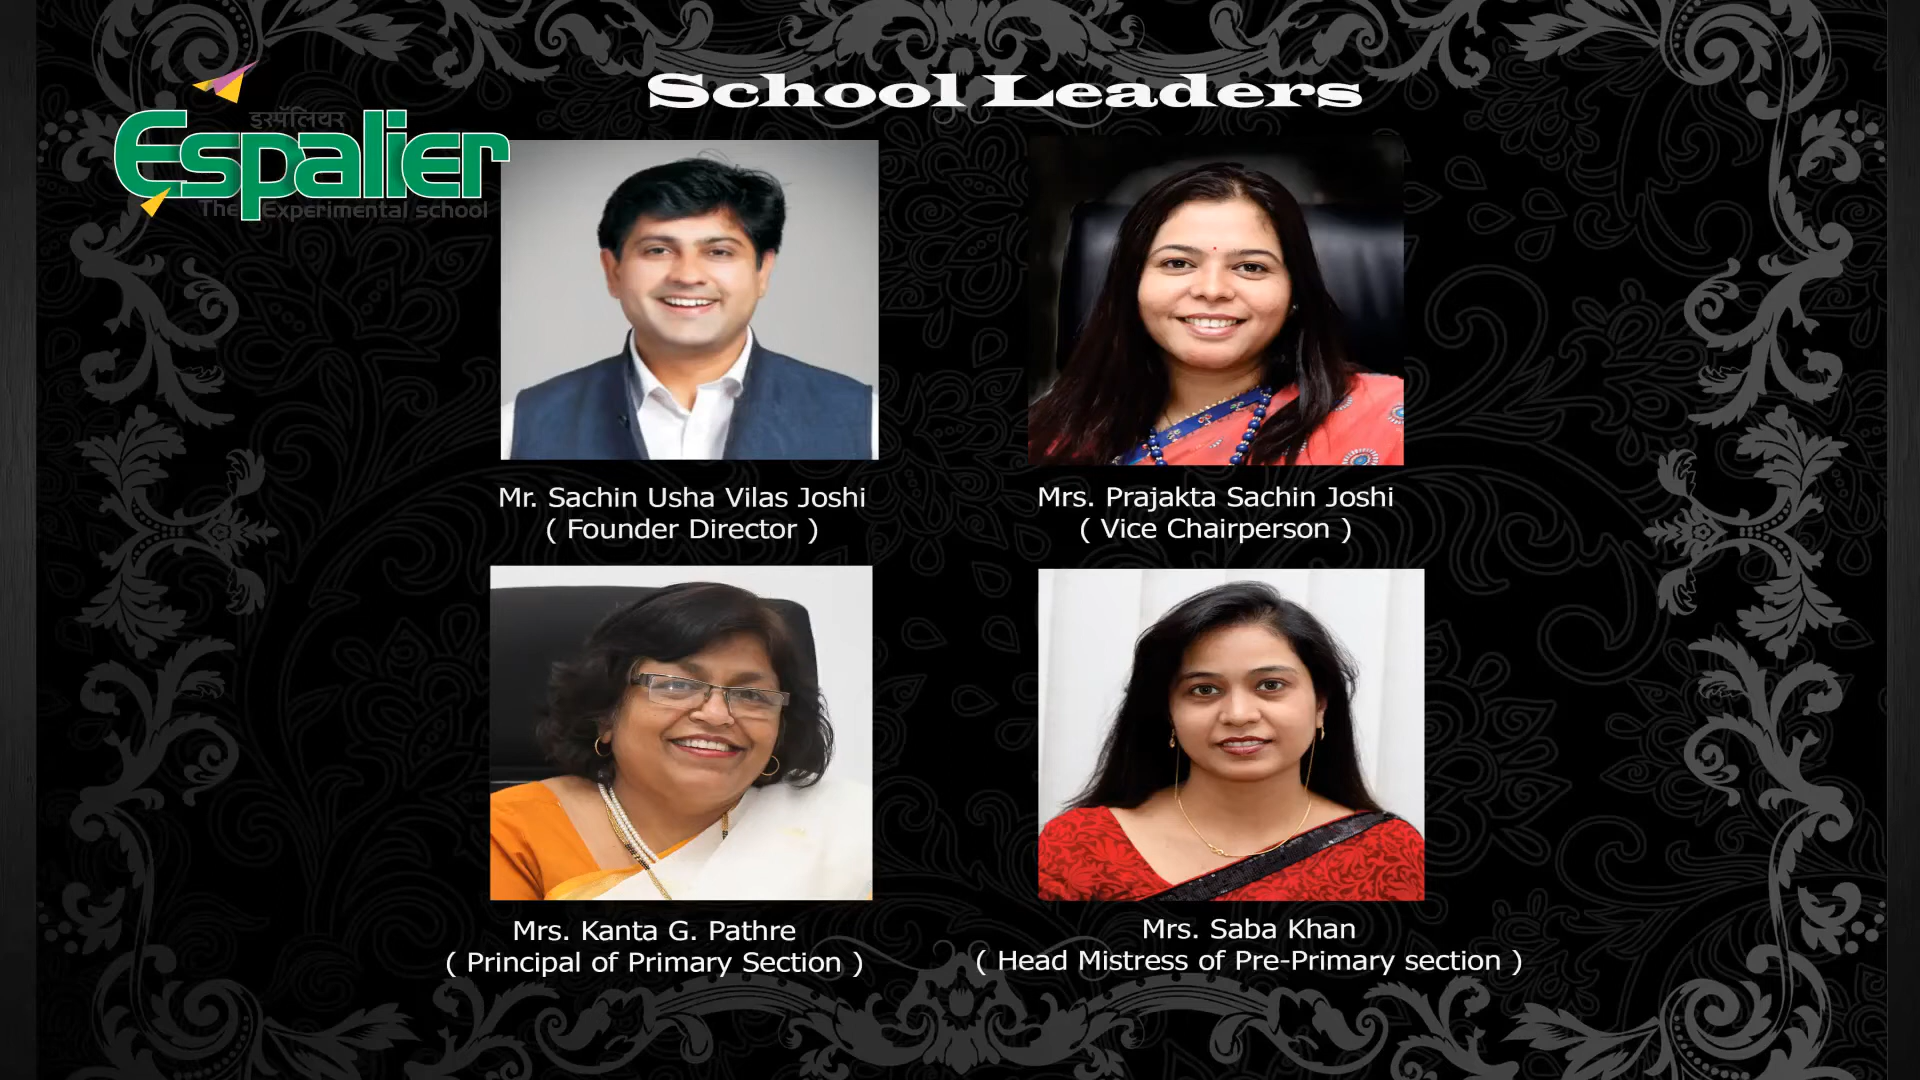 School Leaders
इस्पॅलियर
Espalier
The Experimental school
Mr. Sachin Usha Vilas Joshi
( Founder Director )
Mrs. Prajakta Sachin Joshi
( Vice Chairperson )
Mrs. Kanta G. Pathre
( Principal of Primary Section )
Mrs. Saba Khan
( Head Mistress of Pre-Primary section )